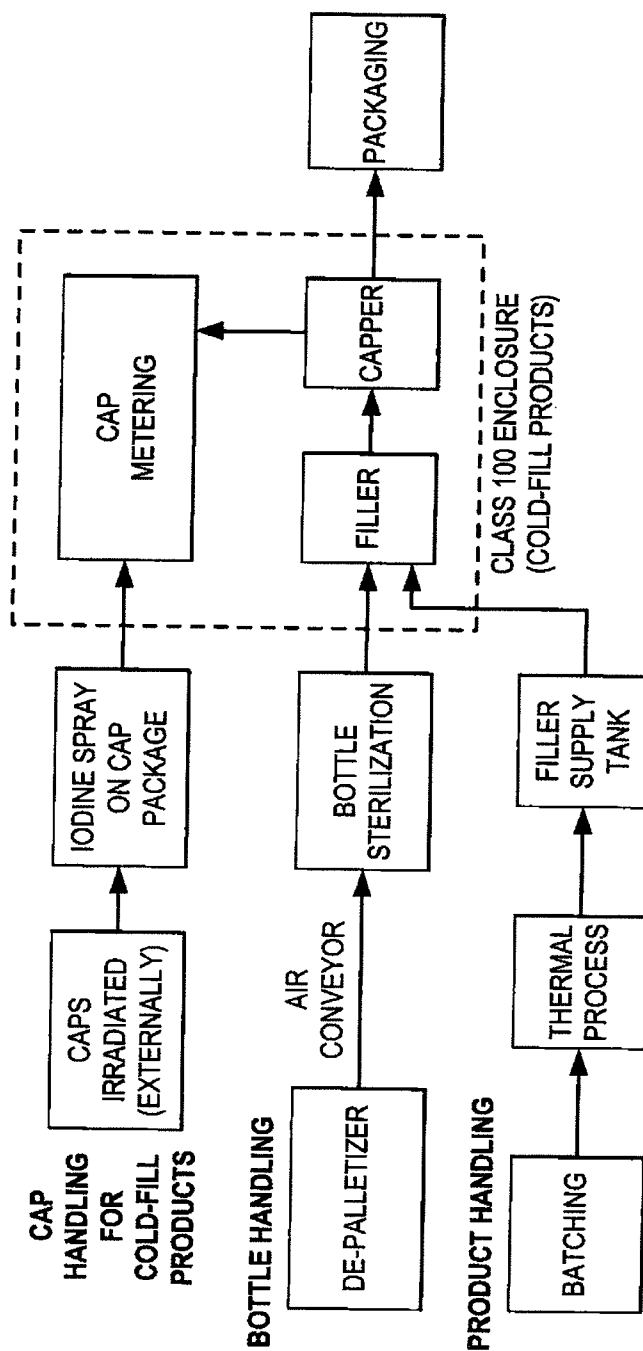 CAP
HANDLING
FOR
COLD-FILL
PRODUCTS
CAPS
IRRADIATED
(EXTERNALLY)
IODINE SPRAY
ON CAP
PACKAGE
CAP
METERING
BOTTLE HANDLING
DE-PALLETIZER
AIR
CONVEYOR
BOTTLE
STERILIZATION
FILLER
CAPPER
PACKAGING
CLASS 100 ENCLOSURE
(COLD-FILL PRODUCTS)
PRODUCT HANDLING
BATCHING
THERMAL
PROCESS
FILLER
SUPPLY
TANK